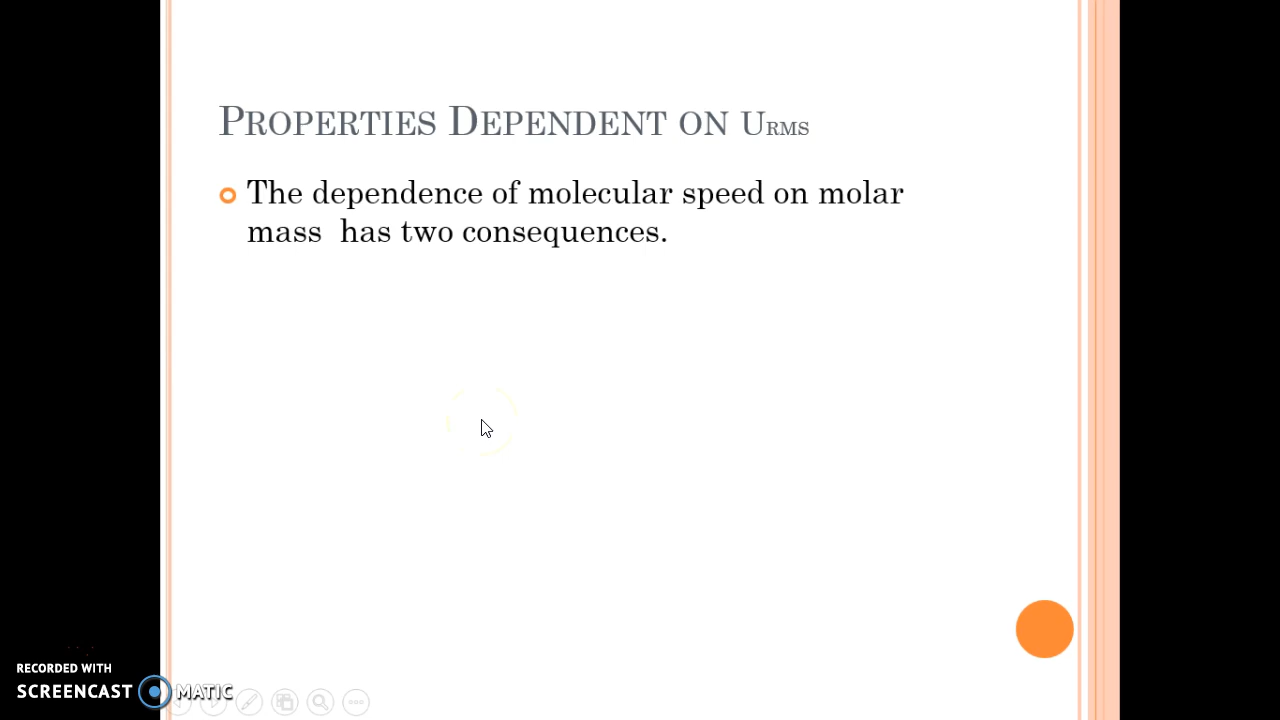 PROPERTIES DEPENDENT ON URMS
The dependence of molecular speed on molar
mass has two consequences.
RECORDED WITH
SCREENCAST MATIC